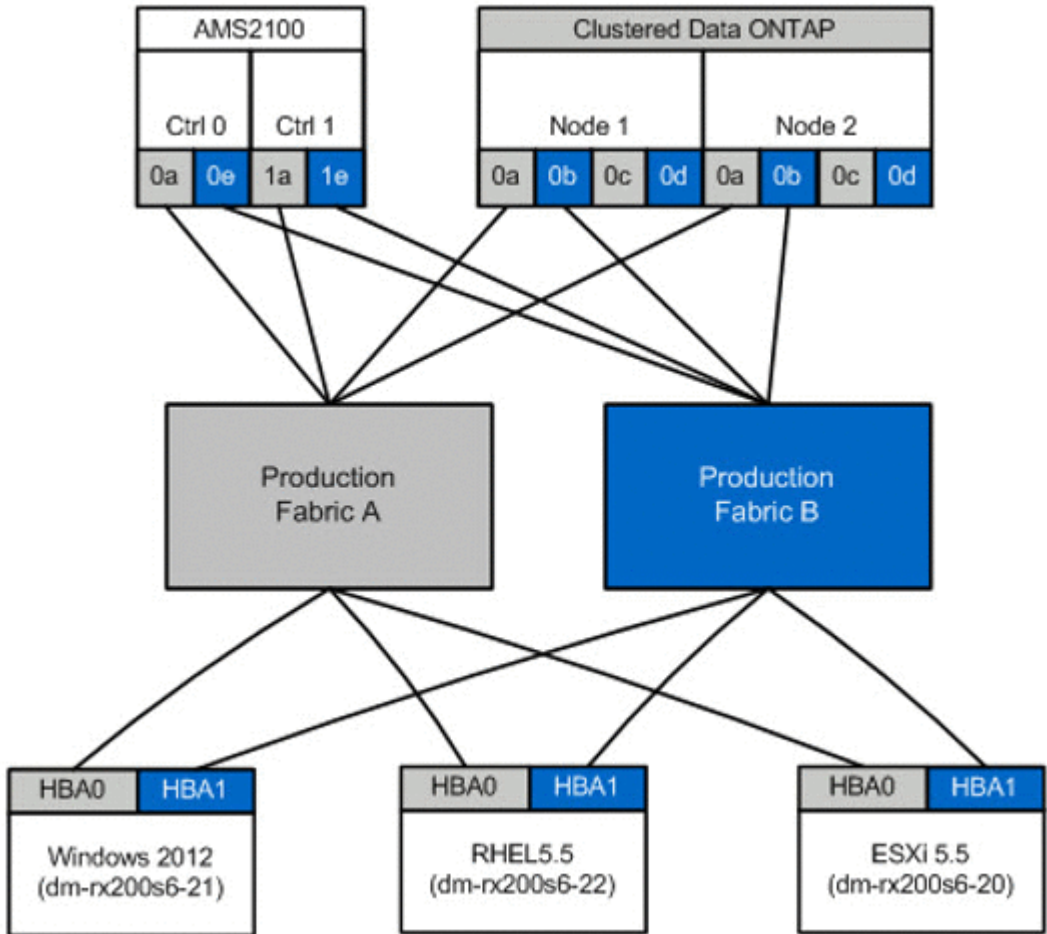 AMS2100
Clustered Data ONTAP
Ctrl 0
Ctrl 1
Node 1
Node 2
0a
0e
1a
1e
0a
0b
0c
0d
0a
0b
0c
0d
Production
Fabric A
Production
Fabric B
HBA0
HBA1
HBA0
HBA1
HBA0
HBA1
Windows 2012
(dm-rx200s6-21)
RHEL5.5
(dm-rx200s6-22)
ESXi 5.5
(dm-rx200s6-20)